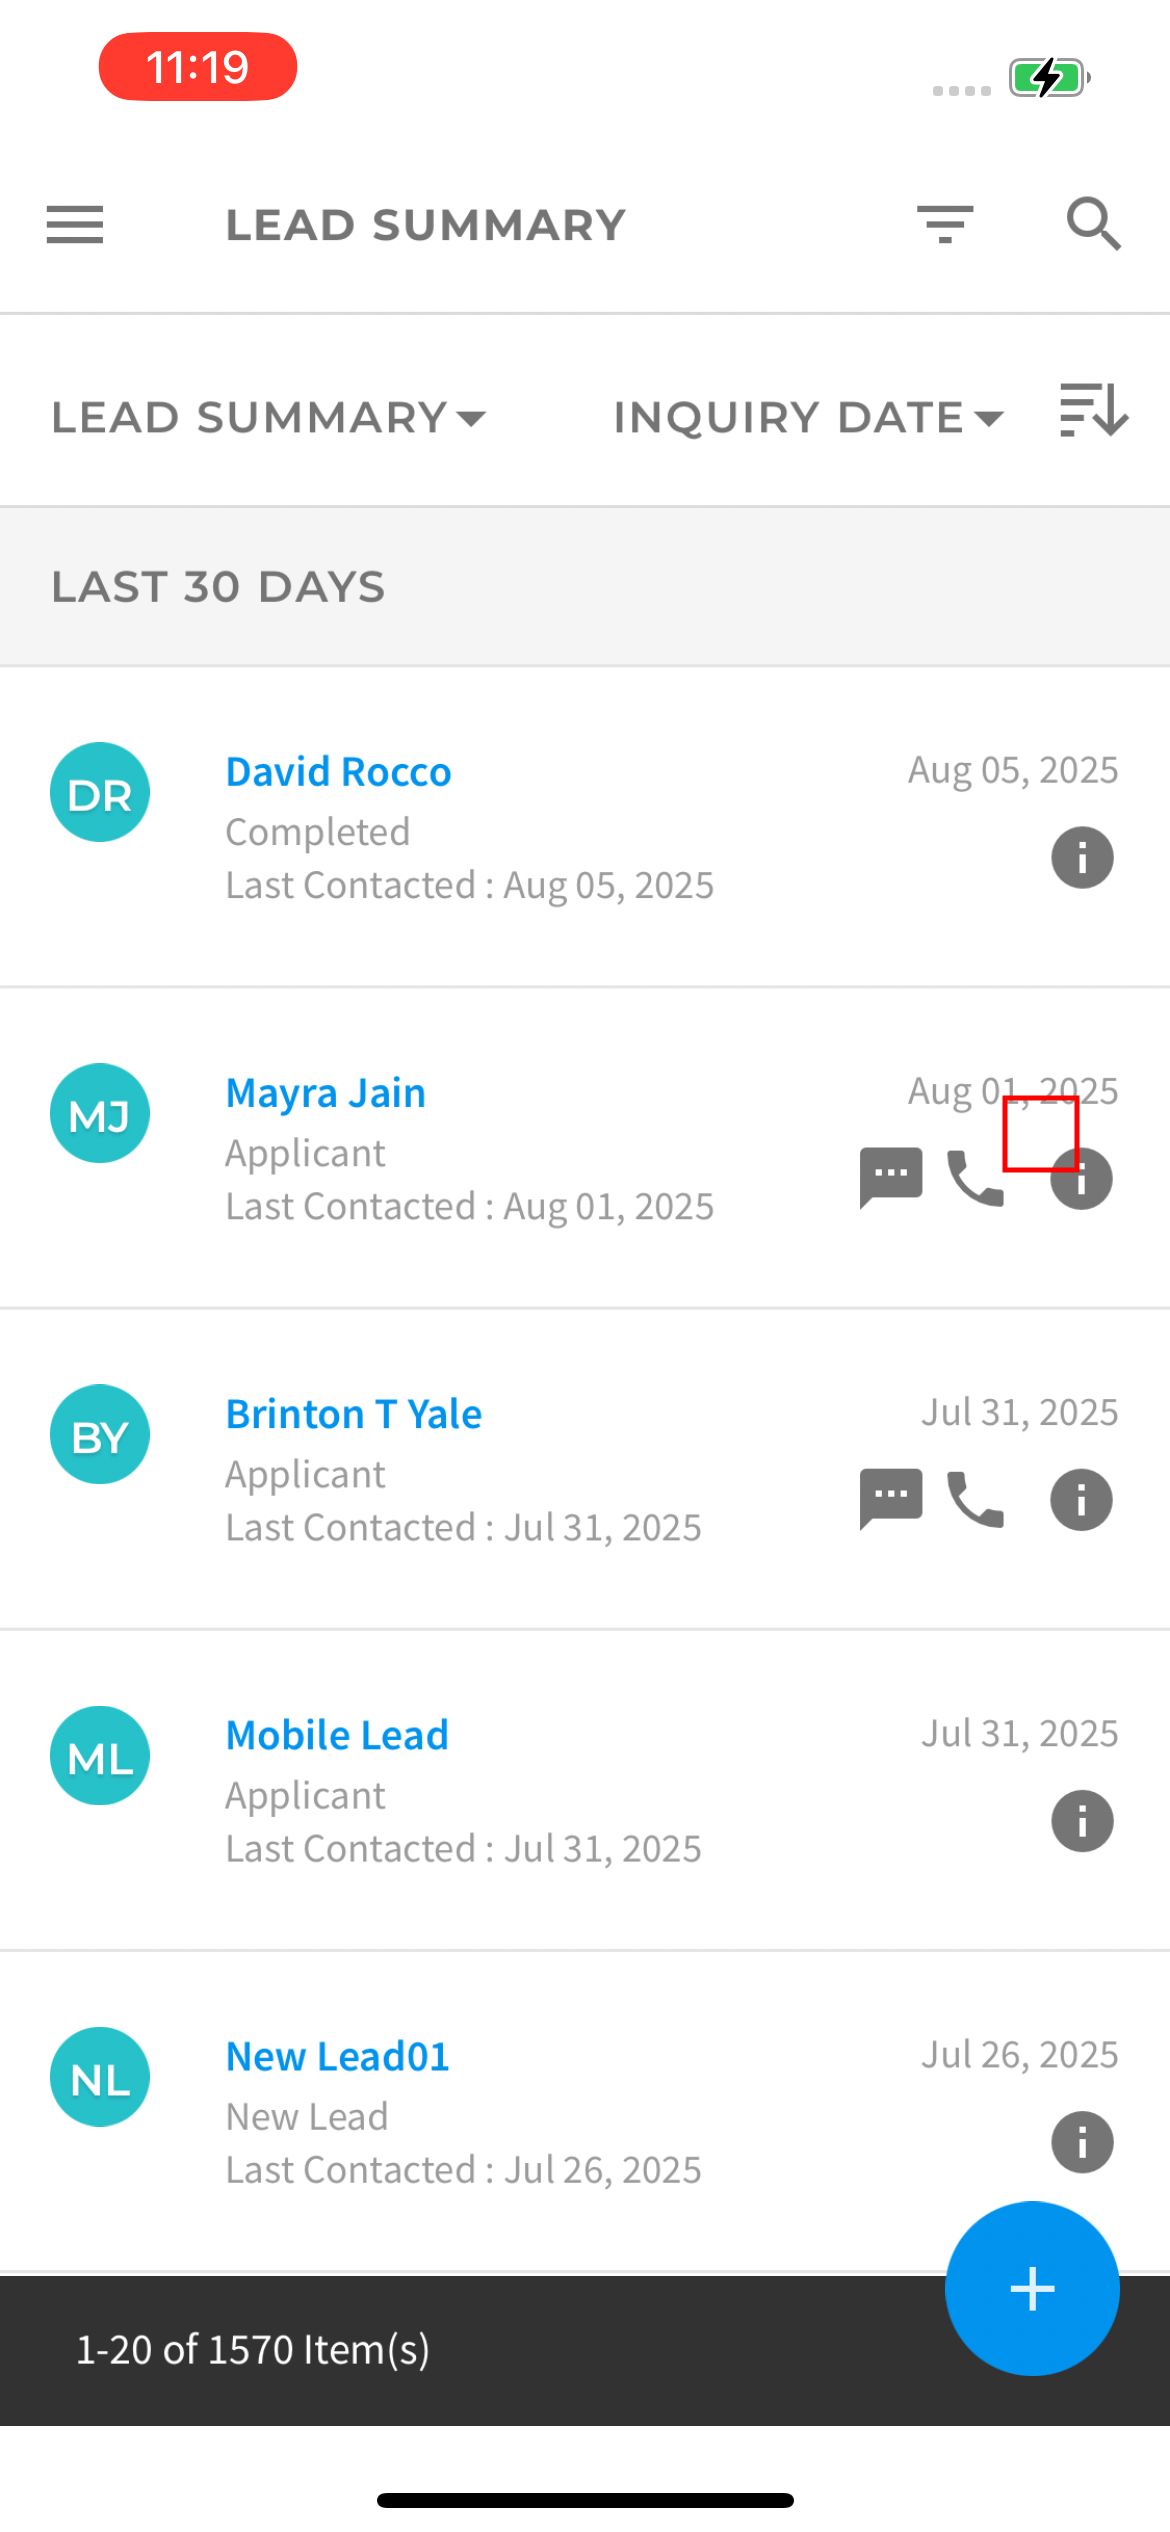 11:19
LEAD SUMMARY
LEAD SUMMARY INQUIRY DATE
LAST 30 DAYS
DR David Rocco Aug 05, 2025
Completed
Last Contacted : Aug 05, 2025
MJ Mayra Jain Aug 01, 2025
Applicant
Last Contacted : Aug 01, 2025
BY Brinton T Yale Jul 31, 2025
Applicant
Last Contacted : Jul 31, 2025
ML Mobile Lead Jul 31, 2025
Applicant
Last Contacted : Jul 31, 2025
NL New Lead01 Jul 26, 2025
New Lead
Last Contacted : Jul 26, 2025
1-20 of 1570 Item(s)